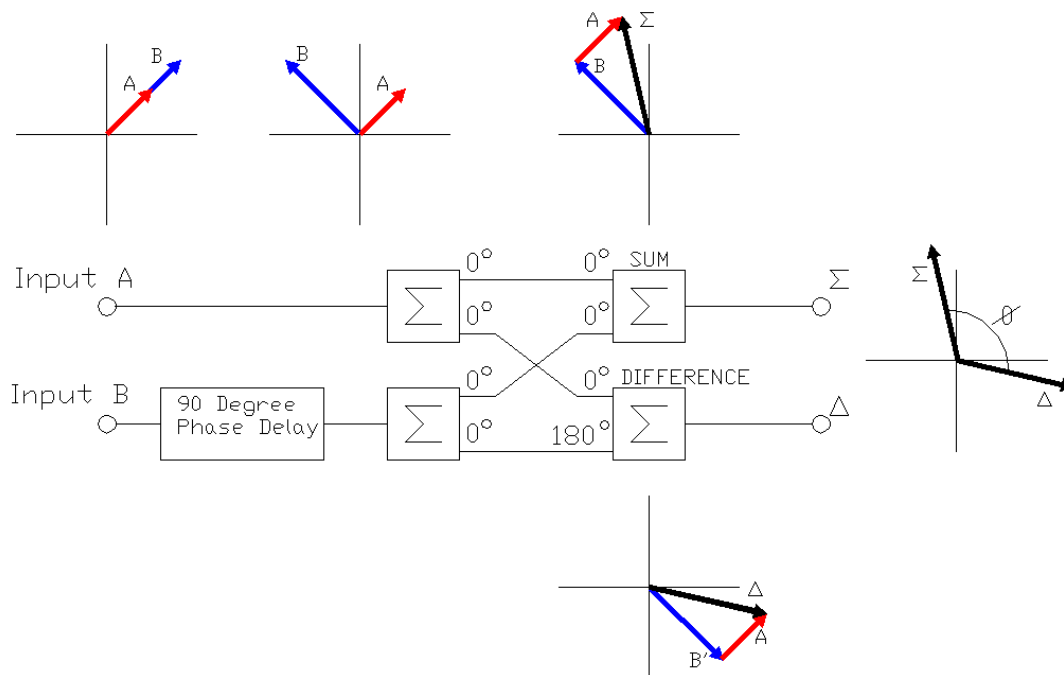 B
A
B
A
A Σ
B
Input A
0° 0° SUM
Σ Σ
Σ
0° 0°
Σ
Ø
Input B
0° 0° DIFFERENCE
Δ
Δ
90 Degree
Phase Delay
Σ Σ
0° 180°
Δ
A
B'